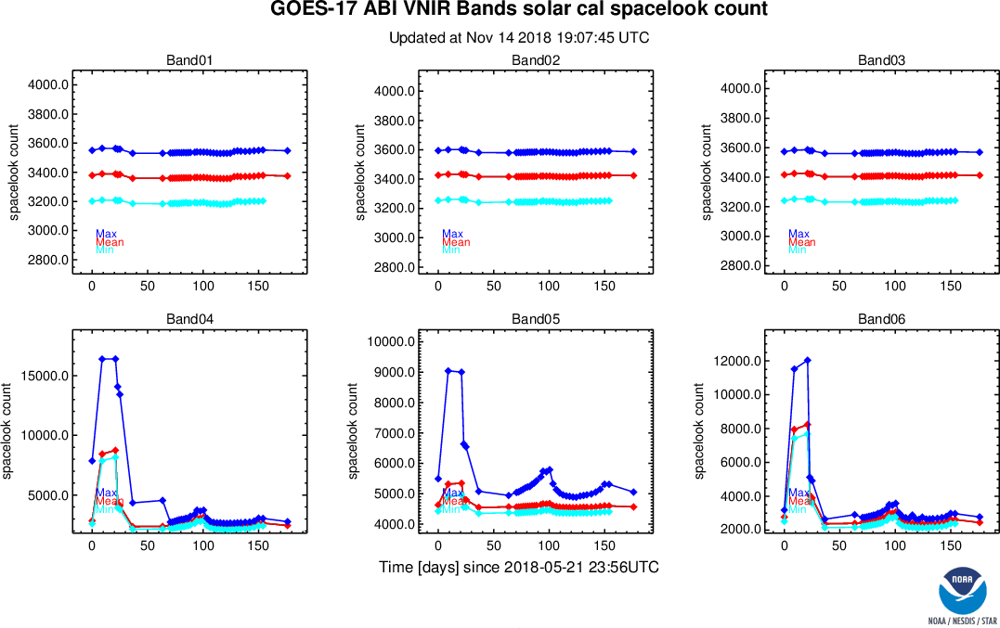 GOES-17 ABI VNIR Bands solar cal spacelook count
Updated at Nov 14 2018 19:07:45 UTC
Band01
spacelook count
4000.0
3800.0
3600.0
3400.0
3200.0
3000.0
2800.0
Max
Mean
Min
0 50 100 150
Band02
spacelook count
4000.0
3800.0
3600.0
3400.0
3200.0
3000.0
2800.0
Max
Mean
Min
0 50 100 150
Band03
spacelook count
4000.0
3800.0
3600.0
3400.0
3200.0
3000.0
2800.0
Max
Mean
Min
0 50 100 150
Band04
spacelook count
15000.0
10000.0
5000.0
Max
Mean
Min
0 50 100 150
Band05
spacelook count
10000.0
9000.0
8000.0
7000.0
6000.0
5000.0
4000.0
Max
Mean
Min
0 50 100 150
Band06
spacelook count
12000.0
10000.0
8000.0
6000.0
4000.0
2000.0
Max
Mean
Min
0 50 100 150
Time [days] since 2018-05-21 23:56UTC
NOAA
NOAA / NESDIS / STAR